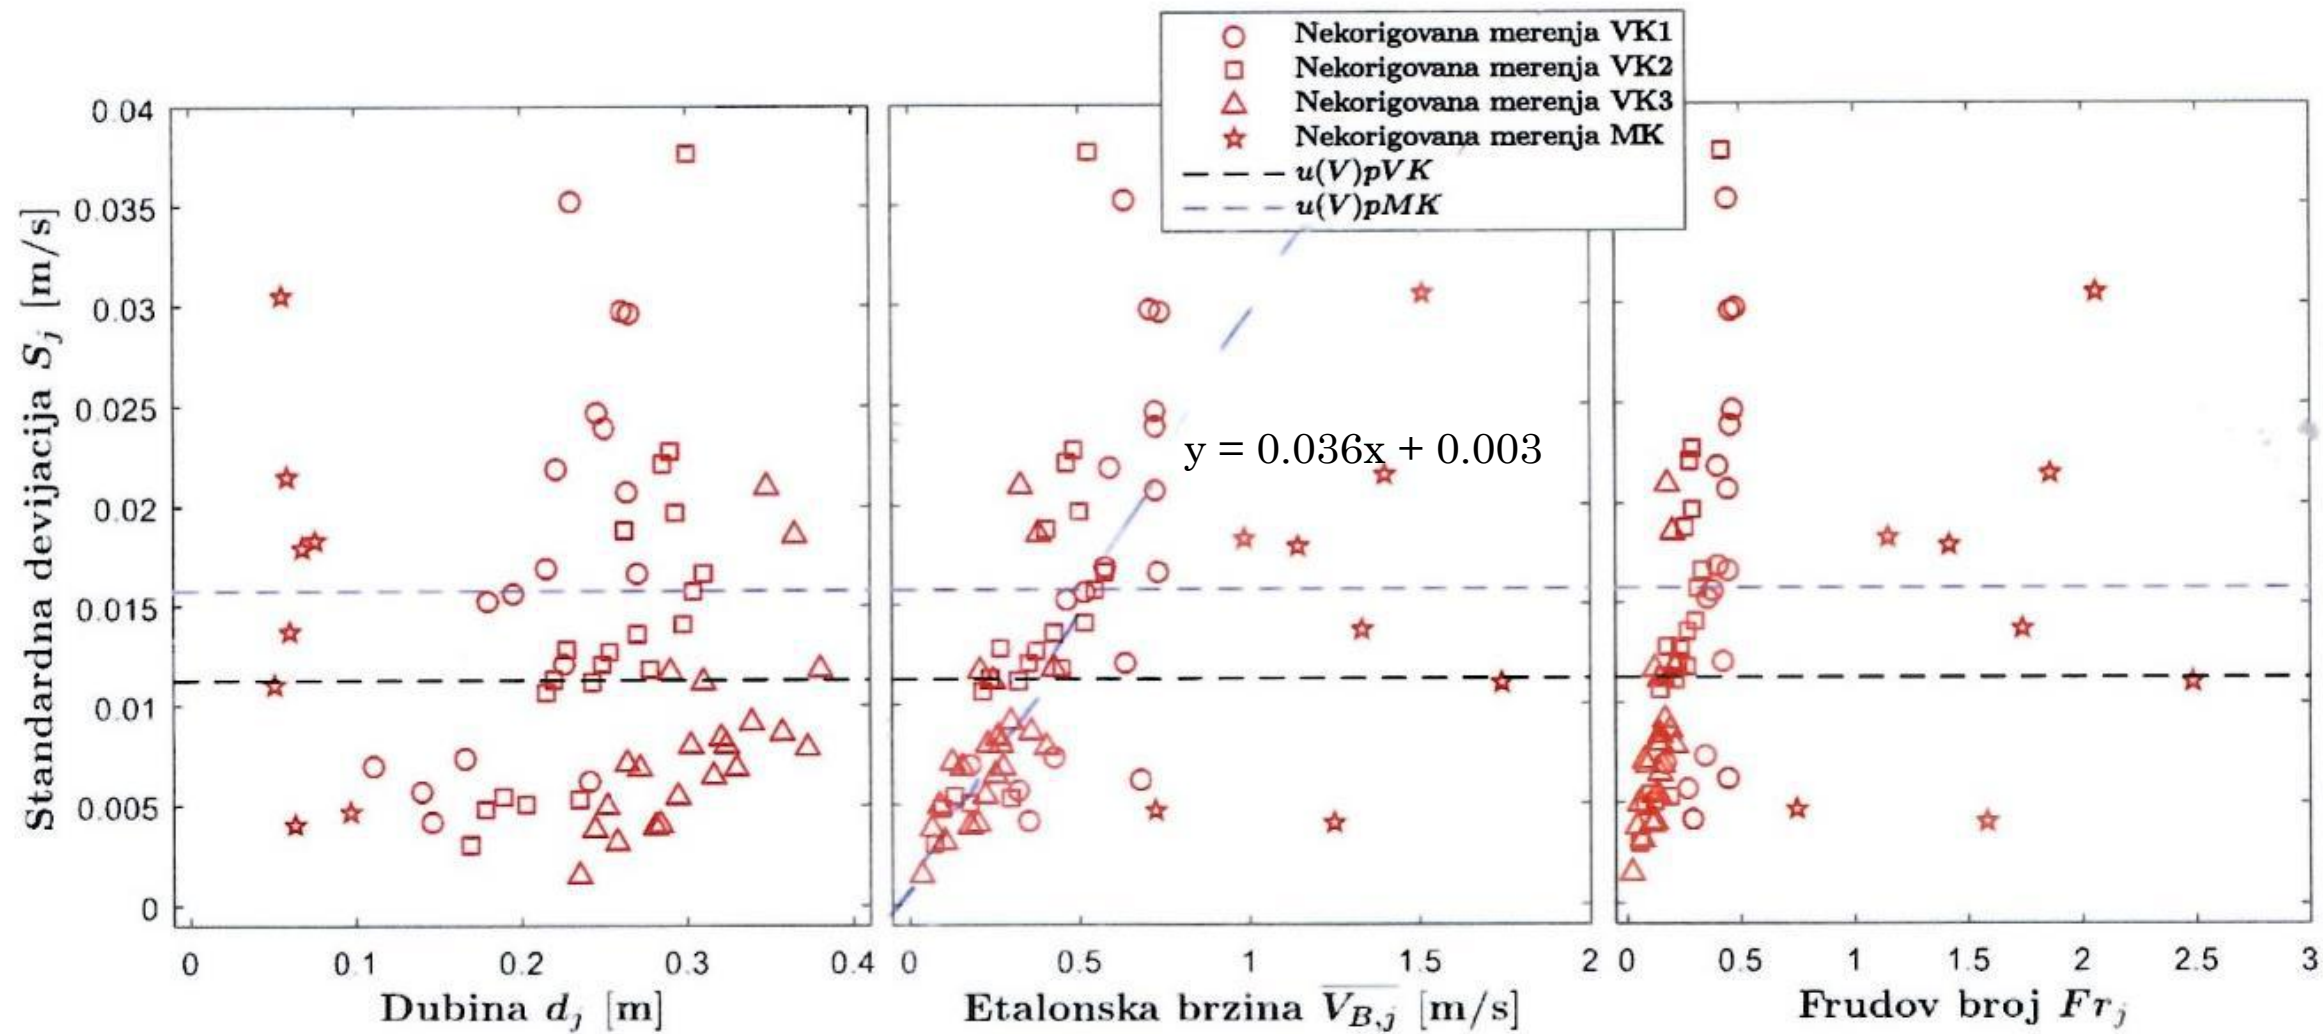 Nekorigovana merenja VK1
Nekorigovana merenja VK2
Nekorigovana merenja VK3
Nekorigovana merenja MK
u(V)pVK
u(V)pMK
Standardna devijacija S_j [m/s]
0.04
0.035
0.03
0.025
0.02
0.015
0.01
0.005
0
y = 0.036x + 0.003
0 0.1 0.2 0.3 0.4
Dubina d_j [m]
0 0.5 1 1.5 2
Etalonska brzina V_{B,j} [m/s]
0 0.5 1 1.5 2 2.5 3
Frudov broj Fr_j